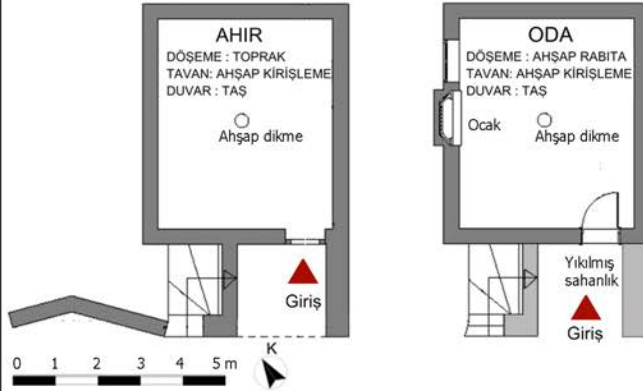 AHIR
DÖŞEME : TOPRAK
TAVAN: AHŞAP KİRİŞLEME
DUVAR : TAŞ
Ahşap dikme
Giriş
0 1 2 3 4 5 m
K
ODA
DÖŞEME : AHŞAP RABITA
TAVAN: AHŞAP KİRİŞLEME
DUVAR : TAŞ
Ocak
Ahşap dikme
Yıkılmış
sahanlık
Giriş